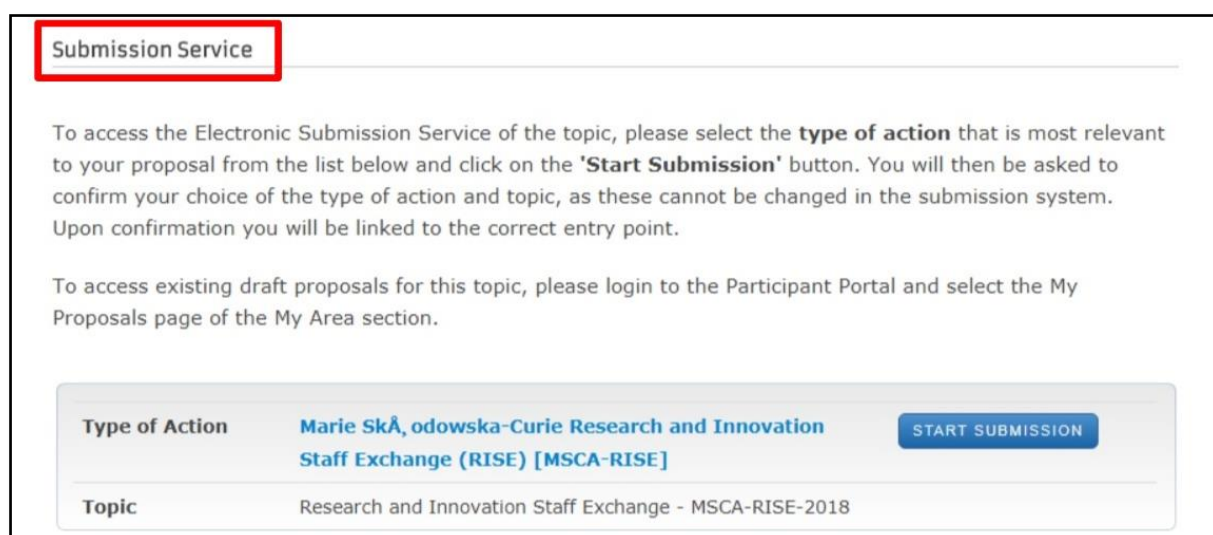 Submission Service
To access the Electronic Submission Service of the topic, please select the type of action that is most relevant
to your proposal from the list below and click on the 'Start Submission' button. You will then be asked to
confirm your choice of the type of action and topic, as these cannot be changed in the submission system.
Upon confirmation you will be linked to the correct entry point.
To access existing draft proposals for this topic, please login to the Participant Portal and select the My
Proposals page of the My Area section.
Type of Action Marie SkÅ‚odowska-Curie Research and Innovation START SUBMISSION
Staff Exchange (RISE) [MSCA-RISE]
Topic Research and Innovation Staff Exchange - MSCA-RISE-2018